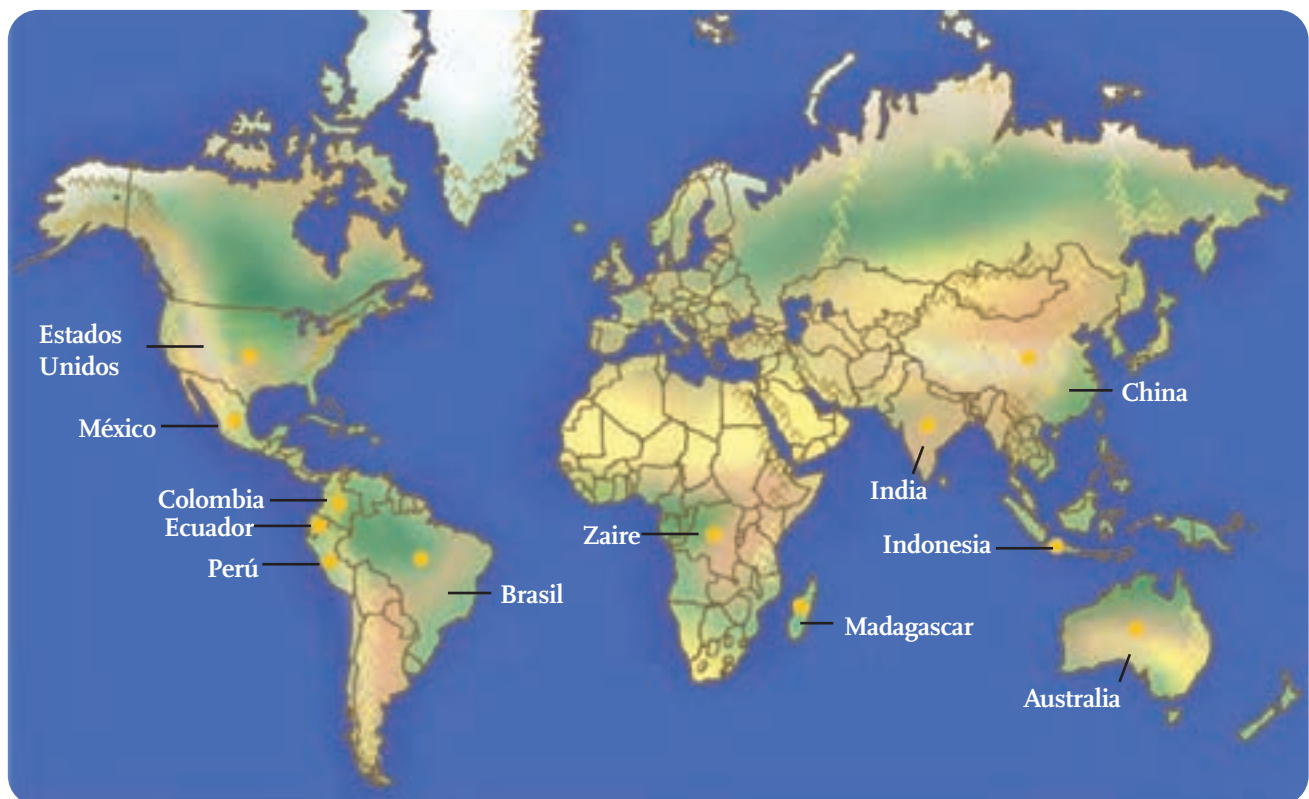 Estados
Unidos
México
Colombia
Ecuador
Perú
Brasil
Zaire
Madagascar
China
India
Indonesia
Australia